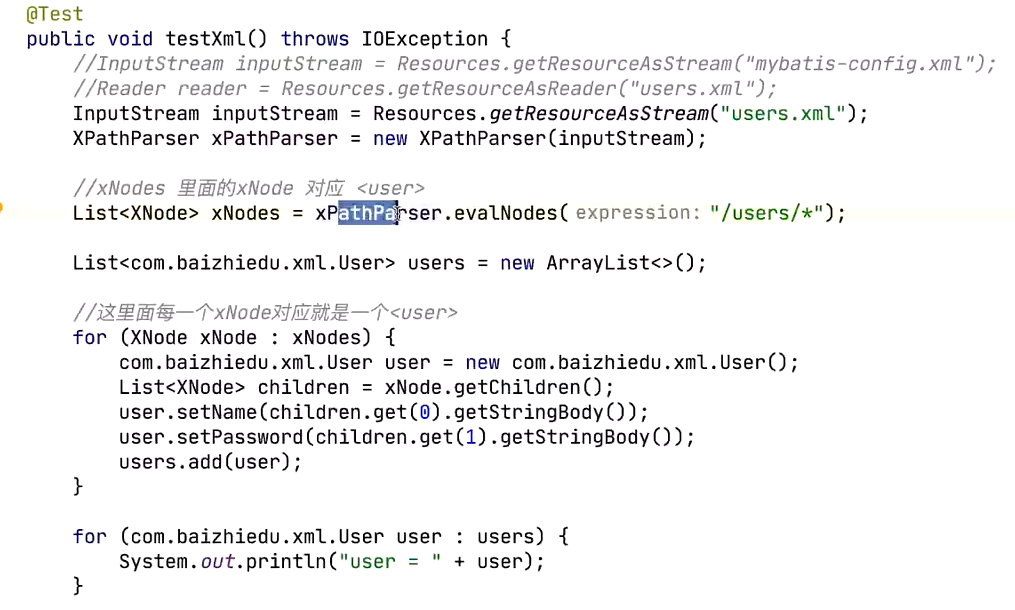 @Test
public void testXml() throws IOException {
//InputStream inputStream = Resources.getResourceAsStream("mybatis-config.xml");
//Reader reader = Resources.getResourceAsReader("users.xml");
InputStream inputStream = Resources.getResourceAsStream("users.xml");
XPathParser xPathParser = new XPathParser(inputStream);
//xNodes 里面的xNode 对应 <user>
List<XNode> xNodes = xPathParser.evalNodes( expression: "/users/*");
List<com.baizhiedu.xml.User> users = new ArrayList<>();
//这里面每一个xNode对应就是一个<user>
for (XNode xNode : xNodes) {
com.baizhiedu.xml.User user = new com.baizhiedu.xml.User();
List<XNode> children = xNode.getChildren();
user.setName(children.get(0).getStringBody());
user.setPassword(children.get(1).getStringBody());
users.add(user);
}
for (com.baizhiedu.xml.User user : users) {
System.out.println("user = " + user);
}